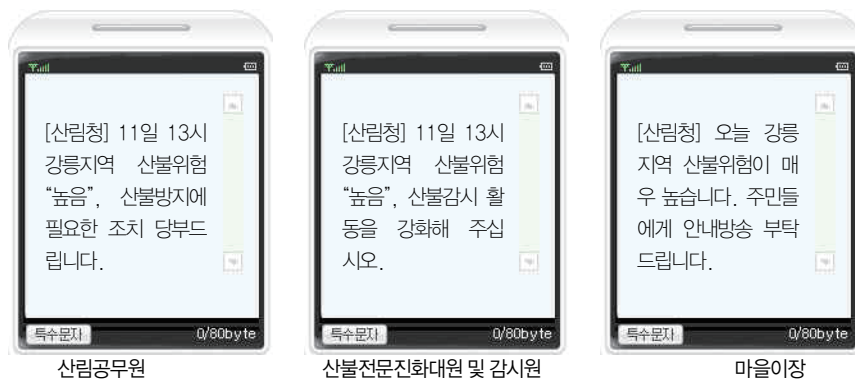 [산림청] 11일 13시
강릉지역 산불위험
“높음”, 산불방지에
필요한 조치 당부드
립니다.
특수문자 0/80byte
산림공무원
[산림청] 11일 13시
강릉지역 산불위험
“높음”, 산불감시 활
동을 강화해 주십
시오.
특수문자 0/80byte
산불전문진화대원 및 감시원
[산림청] 오늘 강릉
지역 산불위험이 매
우 높습니다. 주민들
에게 안내방송 부탁
드립니다.
특수문자 0/80byte
마을이장